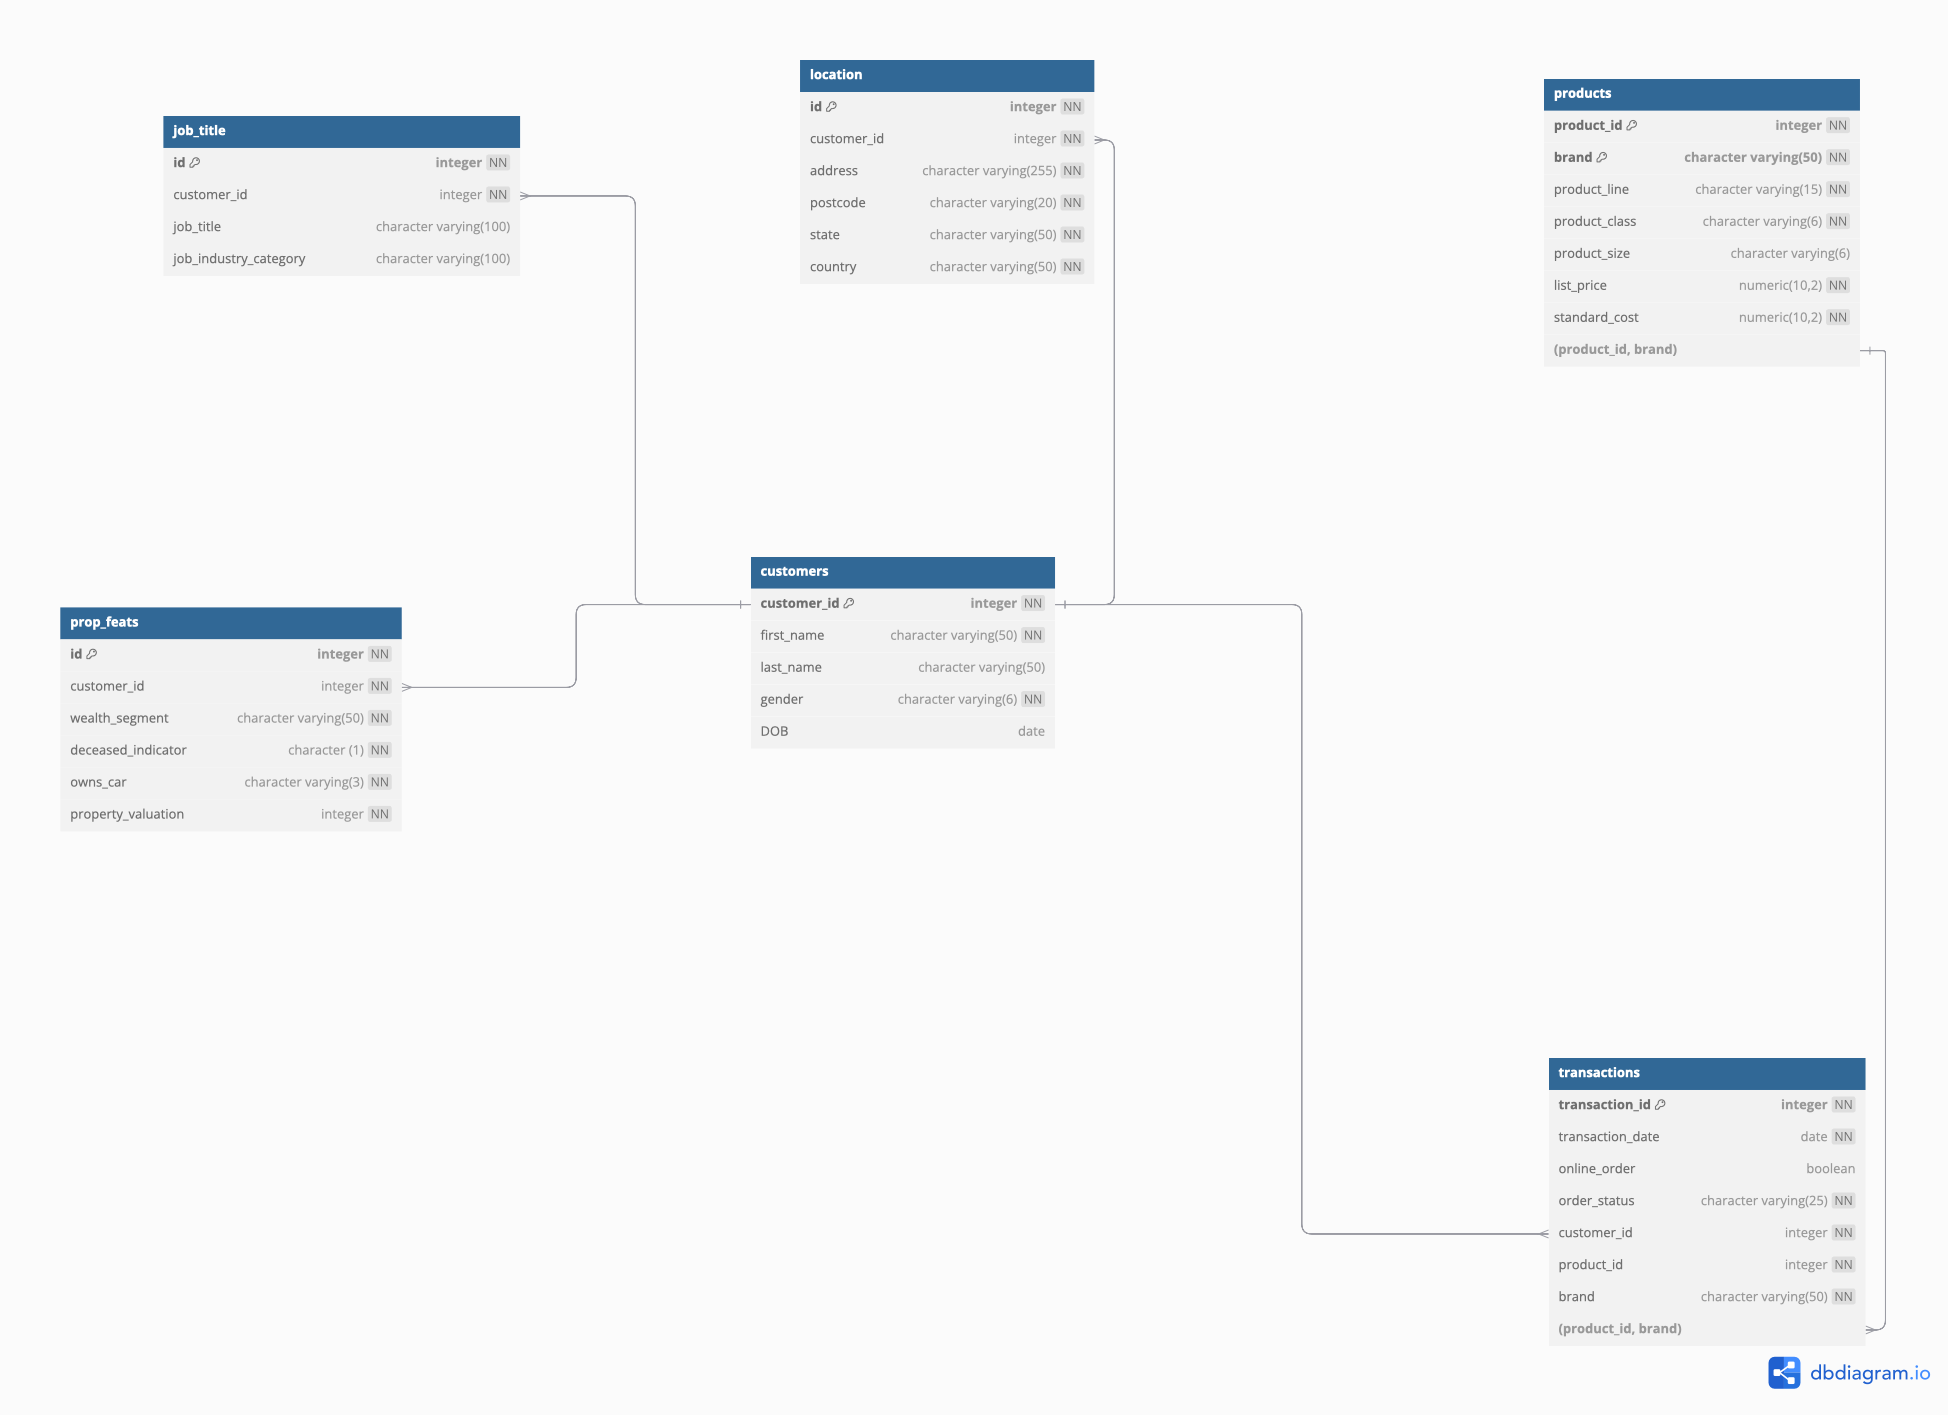 job_title
id integer NN
customer_id integer NN
job_title character varying(100)
job_industry_category character varying(100)
location
id integer NN
customer_id integer NN
address character varying(255) NN
postcode character varying(20) NN
state character varying(50) NN
country character varying(50) NN
products
product_id integer NN
brand character varying(50) NN
product_line character varying(15) NN
product_class character varying(6) NN
product_size character varying(6)
list_price numeric(10,2) NN
standard_cost numeric(10,2) NN
(product_id, brand)
prop_feats
id integer NN
customer_id integer NN
wealth_segment character varying(50) NN
deceased_indicator character (1) NN
owns_car character varying(3) NN
property_valuation integer NN
customers
customer_id integer NN
first_name character varying(50) NN
last_name character varying(50)
gender character varying(6) NN
DOB date
transactions
transaction_id integer NN
transaction_date date NN
online_order boolean
order_status character varying(25) NN
customer_id integer NN
product_id integer NN
brand character varying(50) NN
(product_id, brand)
dbdiagram.io